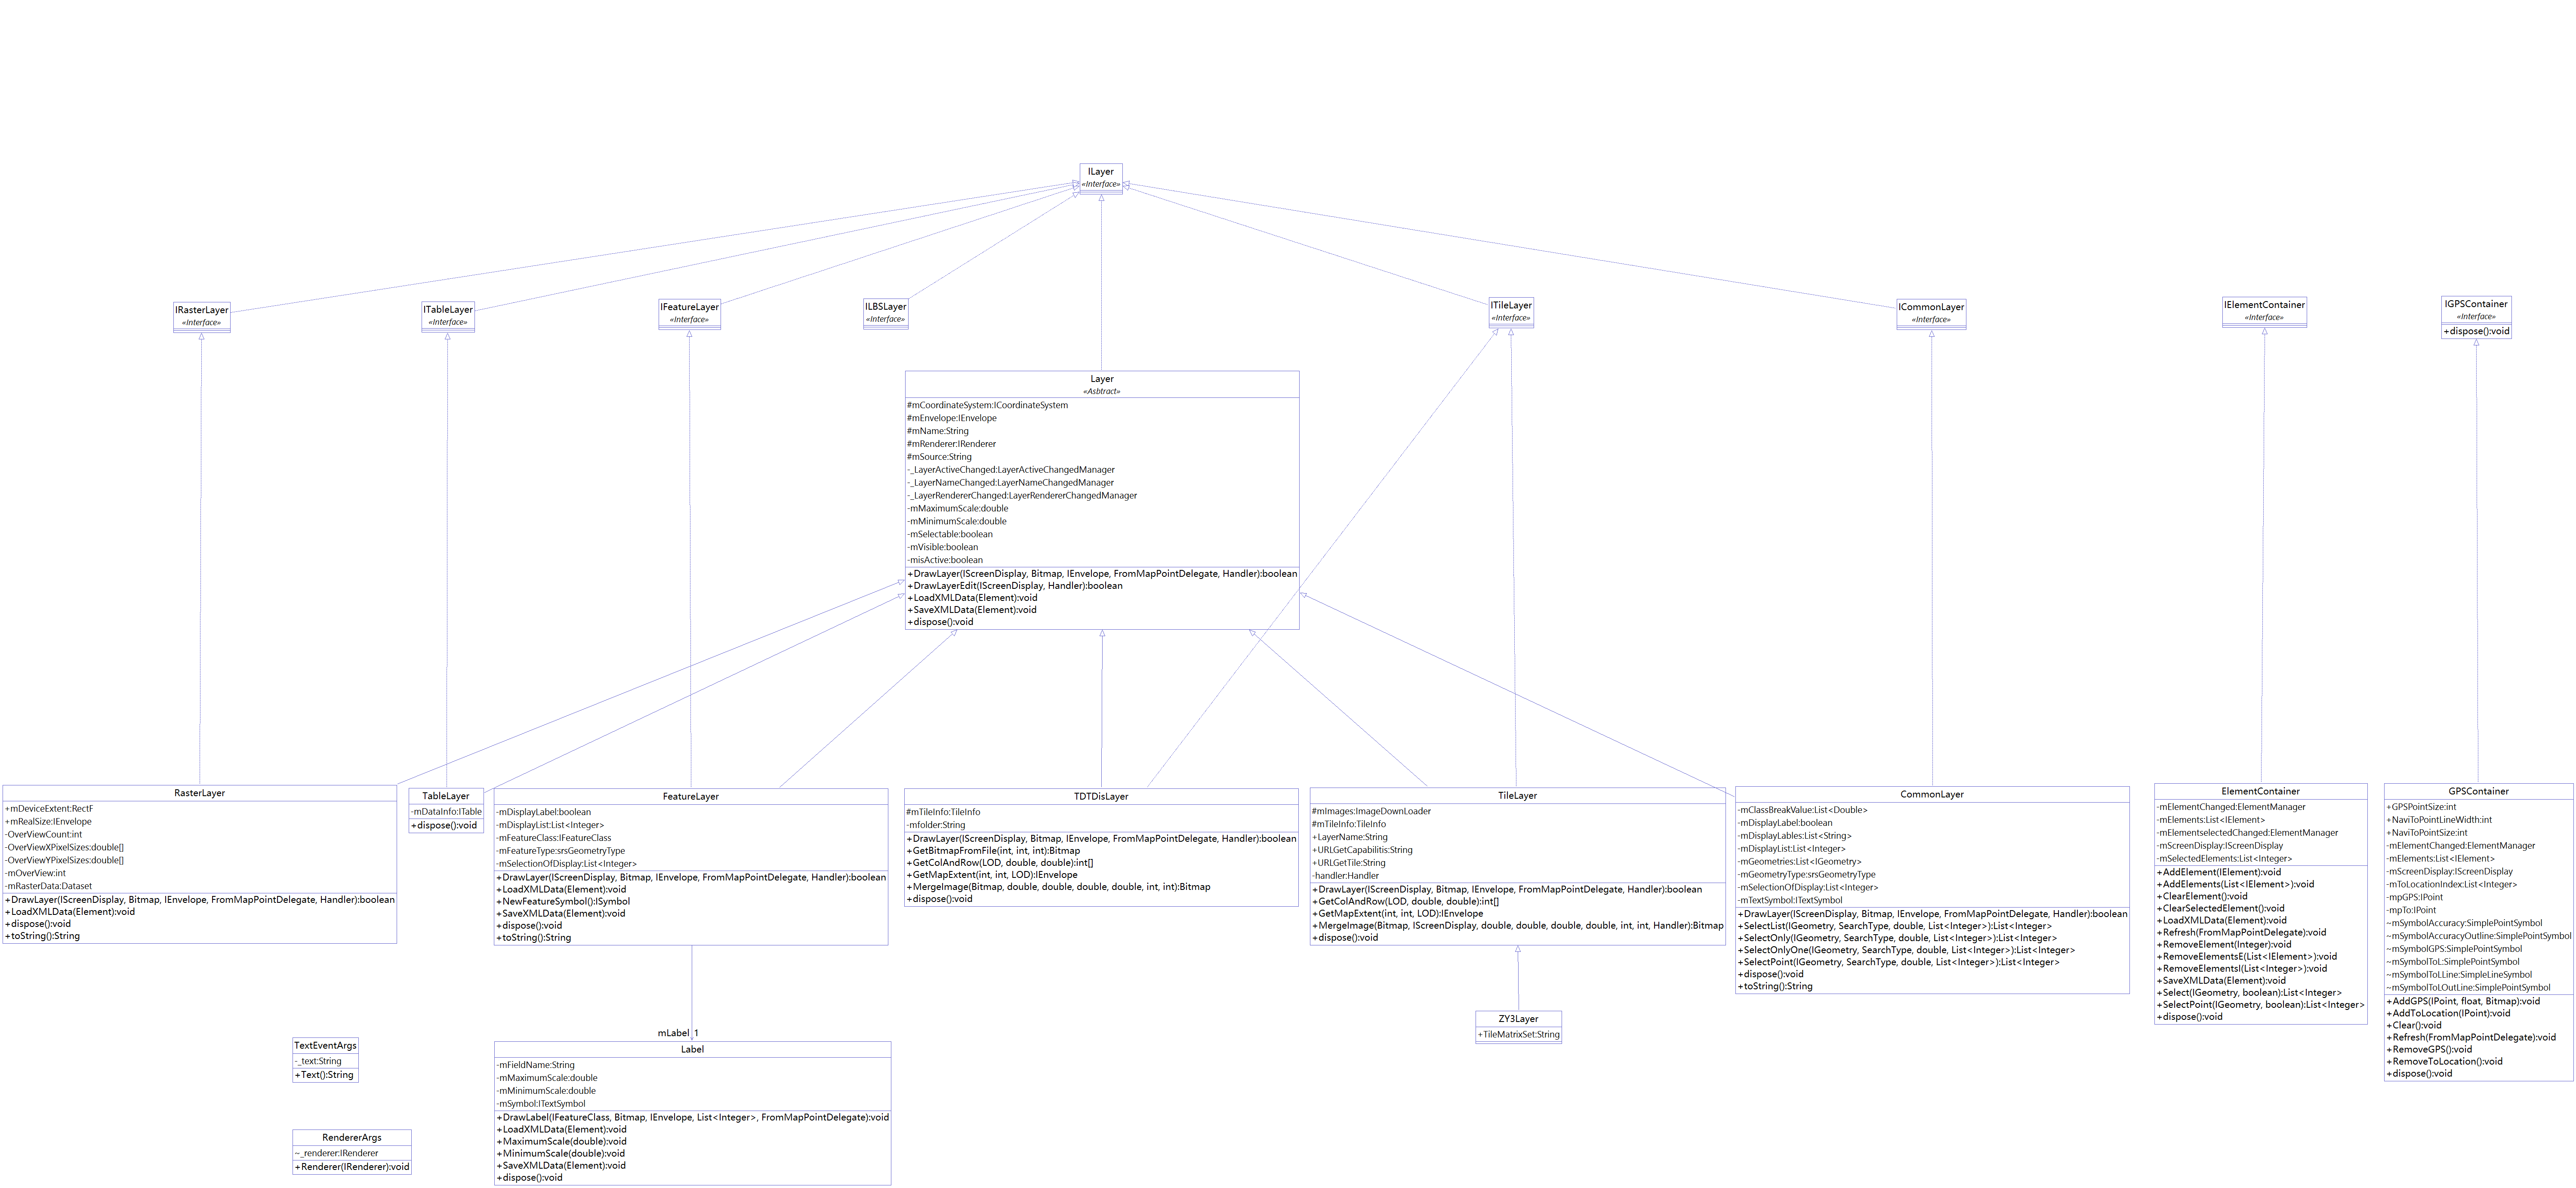 ILayer
«Interface»
IRasterLayer
«Interface»
ITableLayer
«Interface»
IFeatureLayer
«Interface»
ILBSLayer
«Interface»
ITileLayer
«Interface»
ICommonLayer
«Interface»
IElementContainer
«Interface»
IGPSContainer
«Interface»
+dispose():void
Layer
«Asbtract»
#mCoordinateSystem:ICoordinateSystem
#mEnvelope:IEnvelope
#mName:String
#mRenderer:IRenderer
#mSource:String
-_LayerActiveChanged:LayerActiveChangedManager
-_LayerNameChanged:LayerNameChangedManager
-_LayerRendererChanged:LayerRendererChangedManager
-mMaximumScale:double
-mMinimumScale:double
-mSelectable:boolean
-mVisible:boolean
-misActive:boolean
+DrawLayer(IScreenDisplay, Bitmap, IEnvelope, FromMapPointDelegate, Handler):boolean
+DrawLayerEdit(IScreenDisplay, Handler):boolean
+LoadXMLData(Element):void
+SaveXMLData(Element):void
+dispose():void
RasterLayer
+mDeviceExtent:RectF
+mRealSize:IEnvelope
-OverViewCount:int
-OverViewXPixelSizes:double[]
-OverViewYPixelSizes:double[]
-mOverView:int
-mRasterData:Dataset
+DrawLayer(IScreenDisplay, Bitmap, IEnvelope, FromMapPointDelegate, Handler):boolean
+LoadXMLData(Element):void
+dispose():void
+toString():String
TableLayer
-mDataInfo:ITable
+dispose():void
FeatureLayer
-mDisplayLabel:boolean
-mDisplayList:List<Integer>
-mFeatureClass:IFeatureClass
-mFeatureType:srsGeometryType
-mSelectionOfDisplay:List<Integer>
+DrawLayer(IScreenDisplay, Bitmap, IEnvelope, FromMapPointDelegate, Handler):boolean
+LoadXMLData(Element):void
+NewFeatureSymbol():ISymbol
+SaveXMLData(Element):void
+dispose():void
+toString():String
TDTDisLayer
#mTileInfo:TileInfo
-mfolder:String
+DrawLayer(IScreenDisplay, Bitmap, IEnvelope, FromMapPointDelegate, Handler):boolean
+GetBitmapFromFile(int, int, int):Bitmap
+GetColAndRow(LOD, double, double):int[]
+GetMapExtent(int, int, LOD):IEnvelope
+MergeImage(Bitmap, double, double, double, double, int, int):Bitmap
+dispose():void
TileLayer
#mImages:ImageDownLoader
#mTileInfo:TileInfo
+LayerName:String
+URLGetCapabilitis:String
+URLGetTile:String
-handler:Handler
+DrawLayer(IScreenDisplay, Bitmap, IEnvelope, FromMapPointDelegate, Handler):boolean
+GetColAndRow(LOD, double, double):int[]
+GetMapExtent(int, int, LOD):IEnvelope
+MergeImage(Bitmap, IScreenDisplay, double, double, double, double, int, int, Handler):Bitmap
+dispose():void
CommonLayer
-mClassBreakValue:List<Double>
-mDisplayLabel:boolean
-mDisplayLables:List<String>
-mDisplayList:List<Integer>
-mGeometries:List<IGeometry>
-mGeometryType:srsGeometryType
-mSelectionOfDisplay:List<Integer>
-mTextSymbol:ITextSymbol
+DrawLayer(IScreenDisplay, Bitmap, IEnvelope, FromMapPointDelegate, Handler):boolean
+SelectList(IGeometry, SearchType, double, List<Integer>):List<Integer>
+SelectOnly(IGeometry, SearchType, double, List<Integer>):List<Integer>
+SelectOnlyOne(IGeometry, SearchType, double, List<Integer>):List<Integer>
+SelectPoint(IGeometry, SearchType, double, List<Integer>):List<Integer>
+dispose():void
+toString():String
ElementContainer
-mElementChanged:ElementManager
-mElements:List<IElement>
-mElementselectedChanged:ElementManager
-mScreenDisplay:IScreenDisplay
-mSelectedElements:List<Integer>
+AddElement(IElement):void
+AddElements(List<IElement>):void
+ClearElement():void
+ClearSelectedElement():void
+LoadXMLData(Element):void
+Refresh(FromMapPointDelegate):void
+RemoveElement(Integer):void
+RemoveElementsE(List<IElement>):void
+RemoveElementsI(List<Integer>):void
+SaveXMLData(Element):void
+Select(IGeometry, boolean):List<Integer>
+SelectPoint(IGeometry, boolean):List<Integer>
+dispose():void
GPSContainer
+GPSPointSize:int
+NaviToPointLineWidth:int
+NaviToPointSize:int
-mElementChanged:ElementManager
-mElements:List<IElement>
-mScreenDisplay:IScreenDisplay
-mToLocationIndex:List<Integer>
-mpGPS:IPoint
-mpTo:IPoint
~mSymbolAccuracy:SimplePointSymbol
~mSymbolAccuracyOutline:SimplePointSymbol
~mSymbolGPS:SimplePointSymbol
~mSymbolToL:SimplePointSymbol
~mSymbolToLLine:SimpleLineSymbol
~mSymbolToLOutLine:SimplePointSymbol
+AddGPS(IPoint, float, Bitmap):void
+AddToLocation(IPoint):void
+Clear():void
+Refresh(FromMapPointDelegate):void
+RemoveGPS():void
+RemoveToLocation():void
+dispose():void
ZY3Layer
+TileMatrixSet:String
mLabel 1
Label
-mFieldName:String
-mMaximumScale:double
-mMinimumScale:double
-mSymbol:ITextSymbol
+DrawLabel(IFeatureClass, Bitmap, IEnvelope, List<Integer>, FromMapPointDelegate):void
+LoadXMLData(Element):void
+MaximumScale(double):void
+MinimumScale(double):void
+SaveXMLData(Element):void
+dispose():void
TextEventArgs
-_text:String
+Text():String
RendererArgs
~_renderer:IRenderer
+Renderer(IRenderer):void